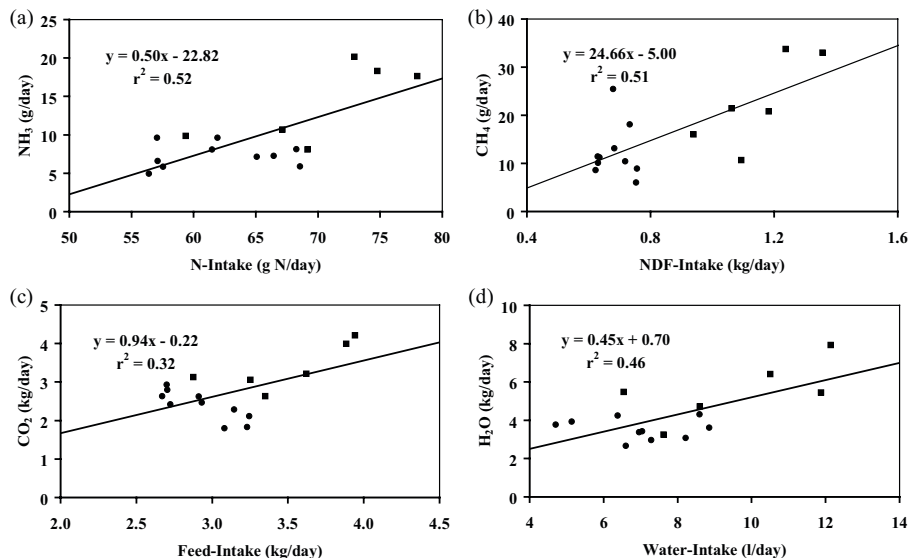 (a)
y = 0.50x - 22.82
r² = 0.52
NH₃ (g/day)
25
20
15
10
5
0
50 55 60 65 70 75 80
N-Intake (g N/day)
(b)
y = 24.66x - 5.00
r² = 0.51
CH₄ (g/day)
40
30
20
10
0
0.4 0.8 1.2 1.6
NDF-Intake (kg/day)
(c)
y = 0.94x - 0.22
r² = 0.32
CO₂ (kg/day)
5
4
3
2
1
0
2.0 2.5 3.0 3.5 4.0 4.5
Feed-Intake (kg/day)
(d)
y = 0.45x + 0.70
r² = 0.46
H₂O (kg/day)
10
8
6
4
2
0
4 6 8 10 12 14
Water-Intake (l/day)